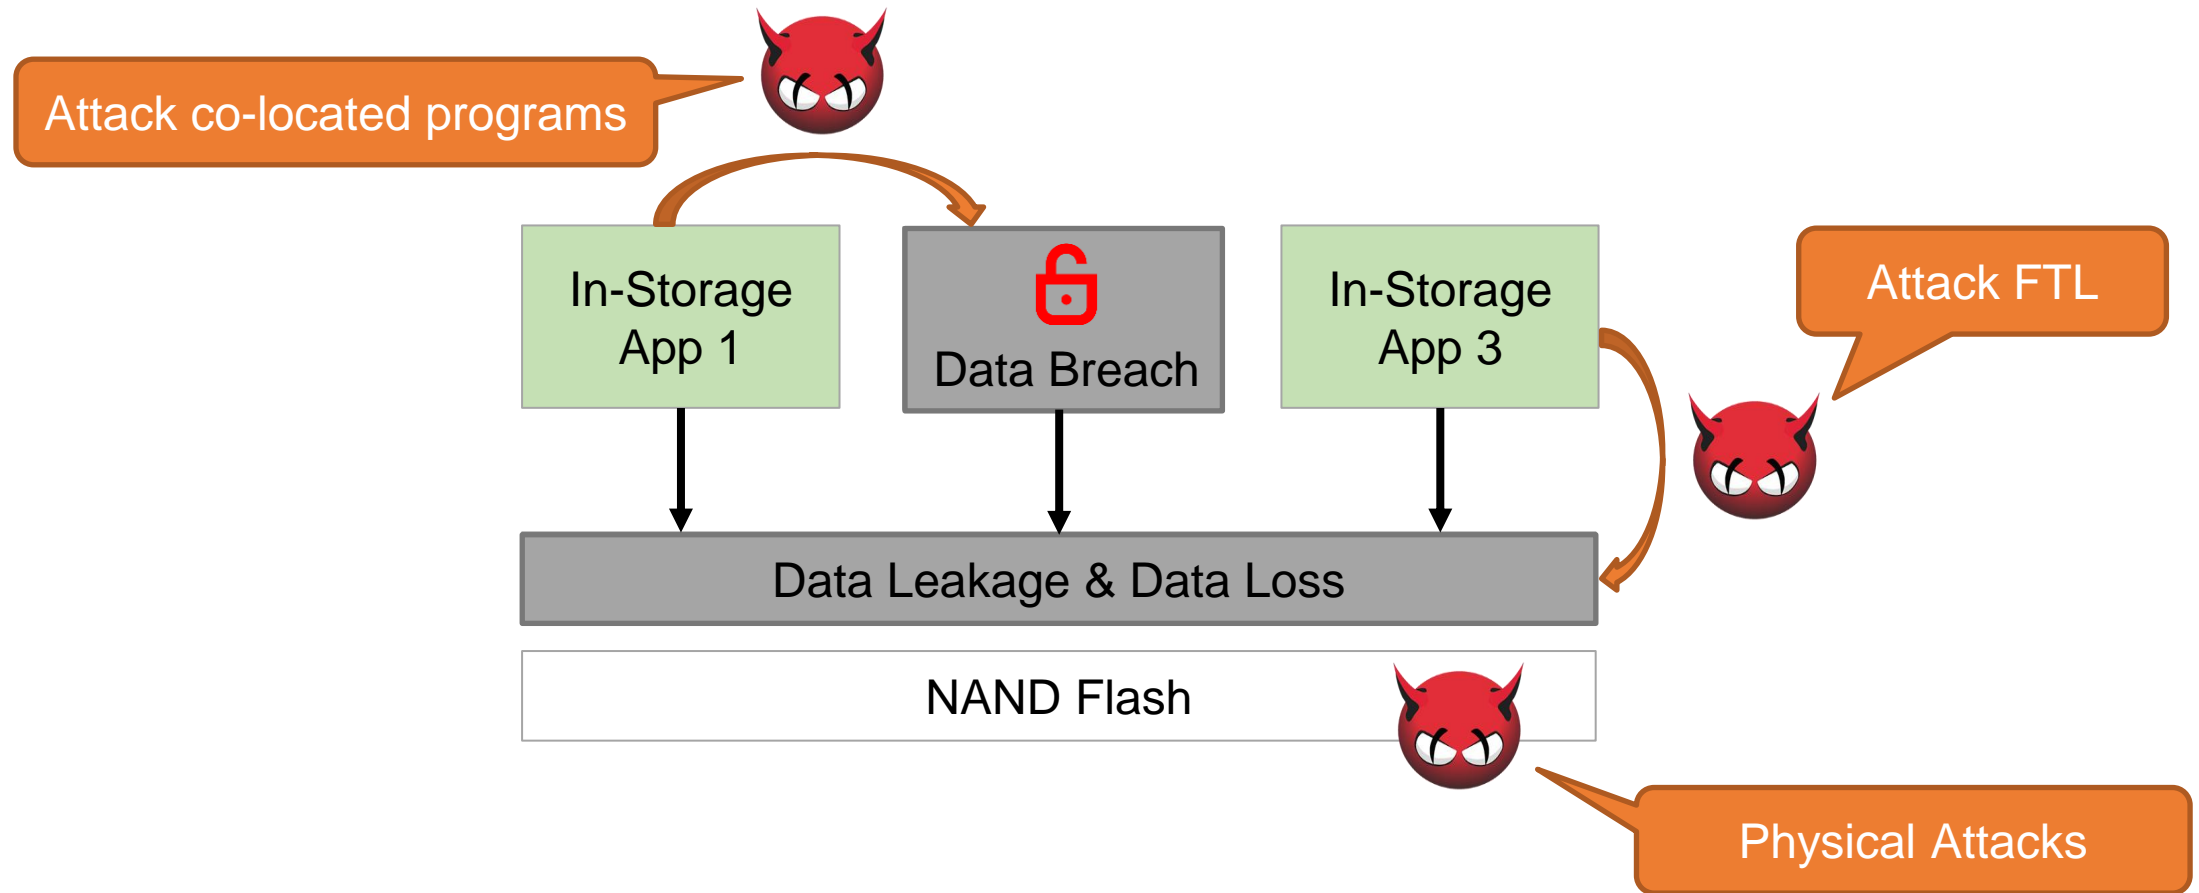 Attack co-located programs
In-Storage
App 1
Data Breach
In-Storage
App 3
Attack FTL
Data Leakage & Data Loss
NAND Flash
Physical Attacks